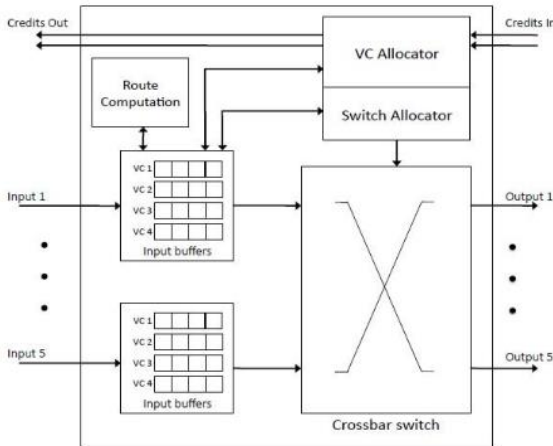 Credits Out
Credits In
VC Allocator
Route
Computation
Switch Allocator
VC 1
VC 2
VC 3
VC 4
Input buffers
Input 1
Output 1
VC 1
VC 2
VC 3
VC 4
Input buffers
Input 5
Output 5
Crossbar switch